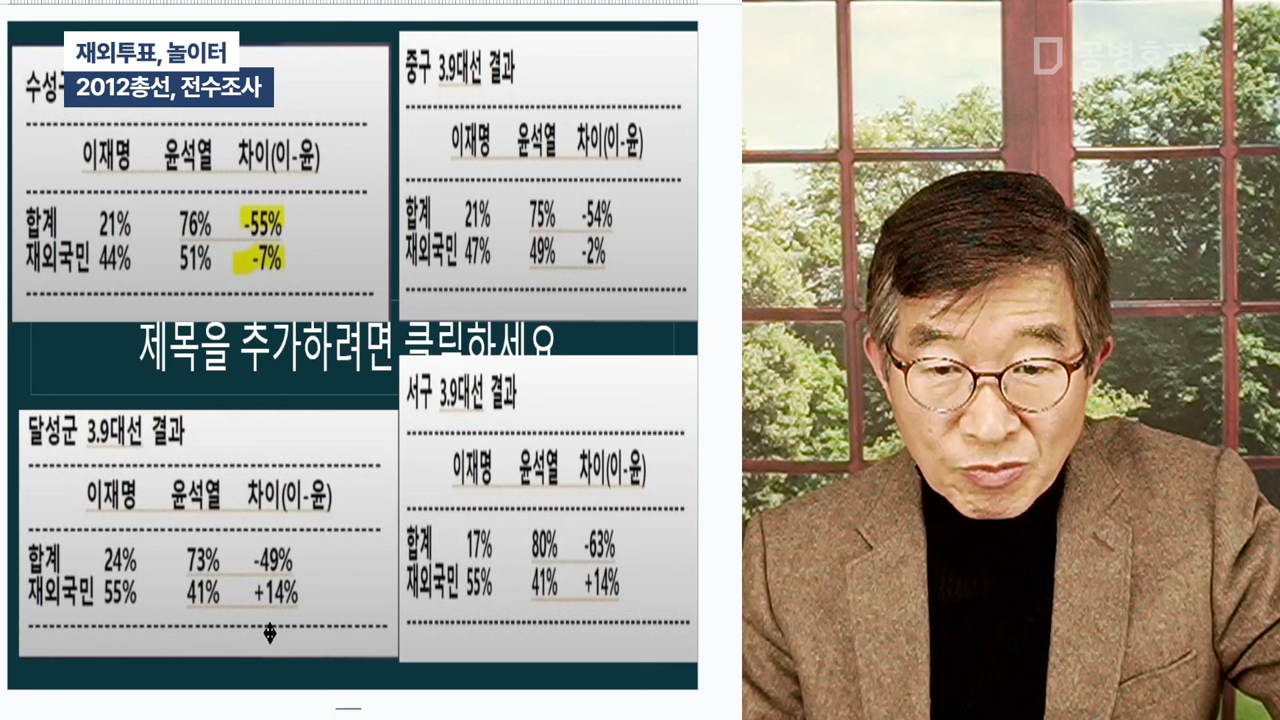 재외투표, 놀이터
2012총선, 전수조사
수성구
이재명 윤석열 차이(이-윤)
합계 21% 76% -55%
재외국민 44% 51% -7%
중구 3.9대선 결과
이재명 윤석열 차이(이-윤)
합계 21% 75% -54%
재외국민 47% 49% -2%
제목을 추가하려면 클릭하세요
달성군 3.9대선 결과
이재명 윤석열 차이(이-윤)
합계 24% 73% -49%
재외국민 55% 41% +14%
서구 3.9대선 결과
이재명 윤석열 차이(이-윤)
합계 17% 80% -63%
재외국민 55% 41% +14%
공병호